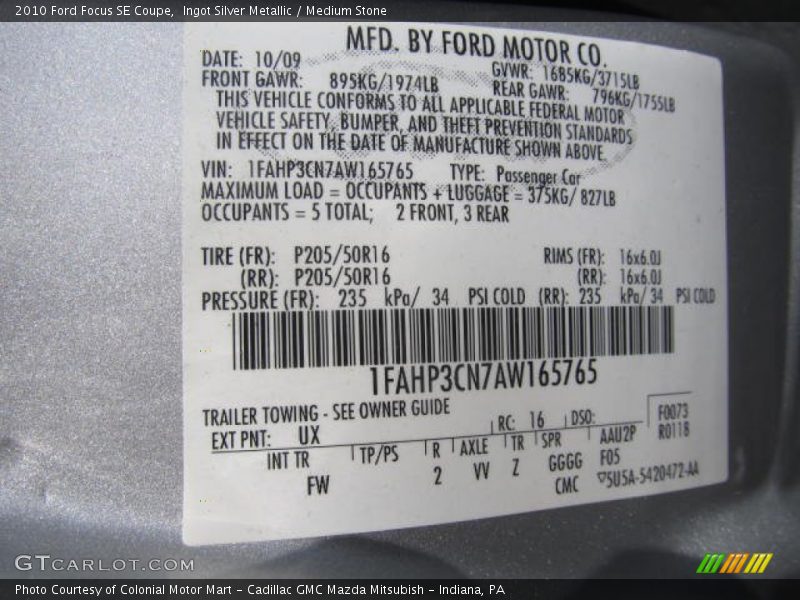 2010 Ford Focus SE Coupe,  Ingot Silver Metallic / Medium Stone
MFD. BY FORD MOTOR CO.
DATE: 10/09 GVWR: 1685KG/3715LB
FRONT GAWR: 895KG/1974LB REAR GAWR: 796KG/1755LB
THIS VEHICLE CONFORMS TO ALL APPLICABLE FEDERAL MOTOR
VEHICLE SAFETY, BUMPER, AND THEFT PREVENTION STANDARDS
IN EFFECT ON THE DATE OF MANUFACTURE SHOWN ABOVE.
VIN: 1FAHP3CN7AW165765 TYPE: Passenger Car
MAXIMUM LOAD = OCCUPANTS + LUGGAGE = 375KG/ 827LB
OCCUPANTS = 5 TOTAL; 2 FRONT, 3 REAR
TIRE (FR): P205/50R16 RIMS (FR): 16x6.0J
(RR): P205/50R16 (RR): 16x6.0J
PRESSURE (FR): 235 kPa/ 34 PSI COLD (RR): 235 kPa/ 34 PSI COLD
1FAHP3CN7AW165765
TRAILER TOWING - SEE OWNER GUIDE
EXT PNT: UX RC: 16 DSO: F0073
R0118
INT TR TP/PS R AXLE TR SPR AAU2P
FW 2 VV Z GGGG F05
CMC ▽5U5A-5420472-AA
GTCARLOT.COM
Photo Courtesy of Colonial Motor Mart - Cadillac GMC Mazda Mitsubish - Indiana, PA